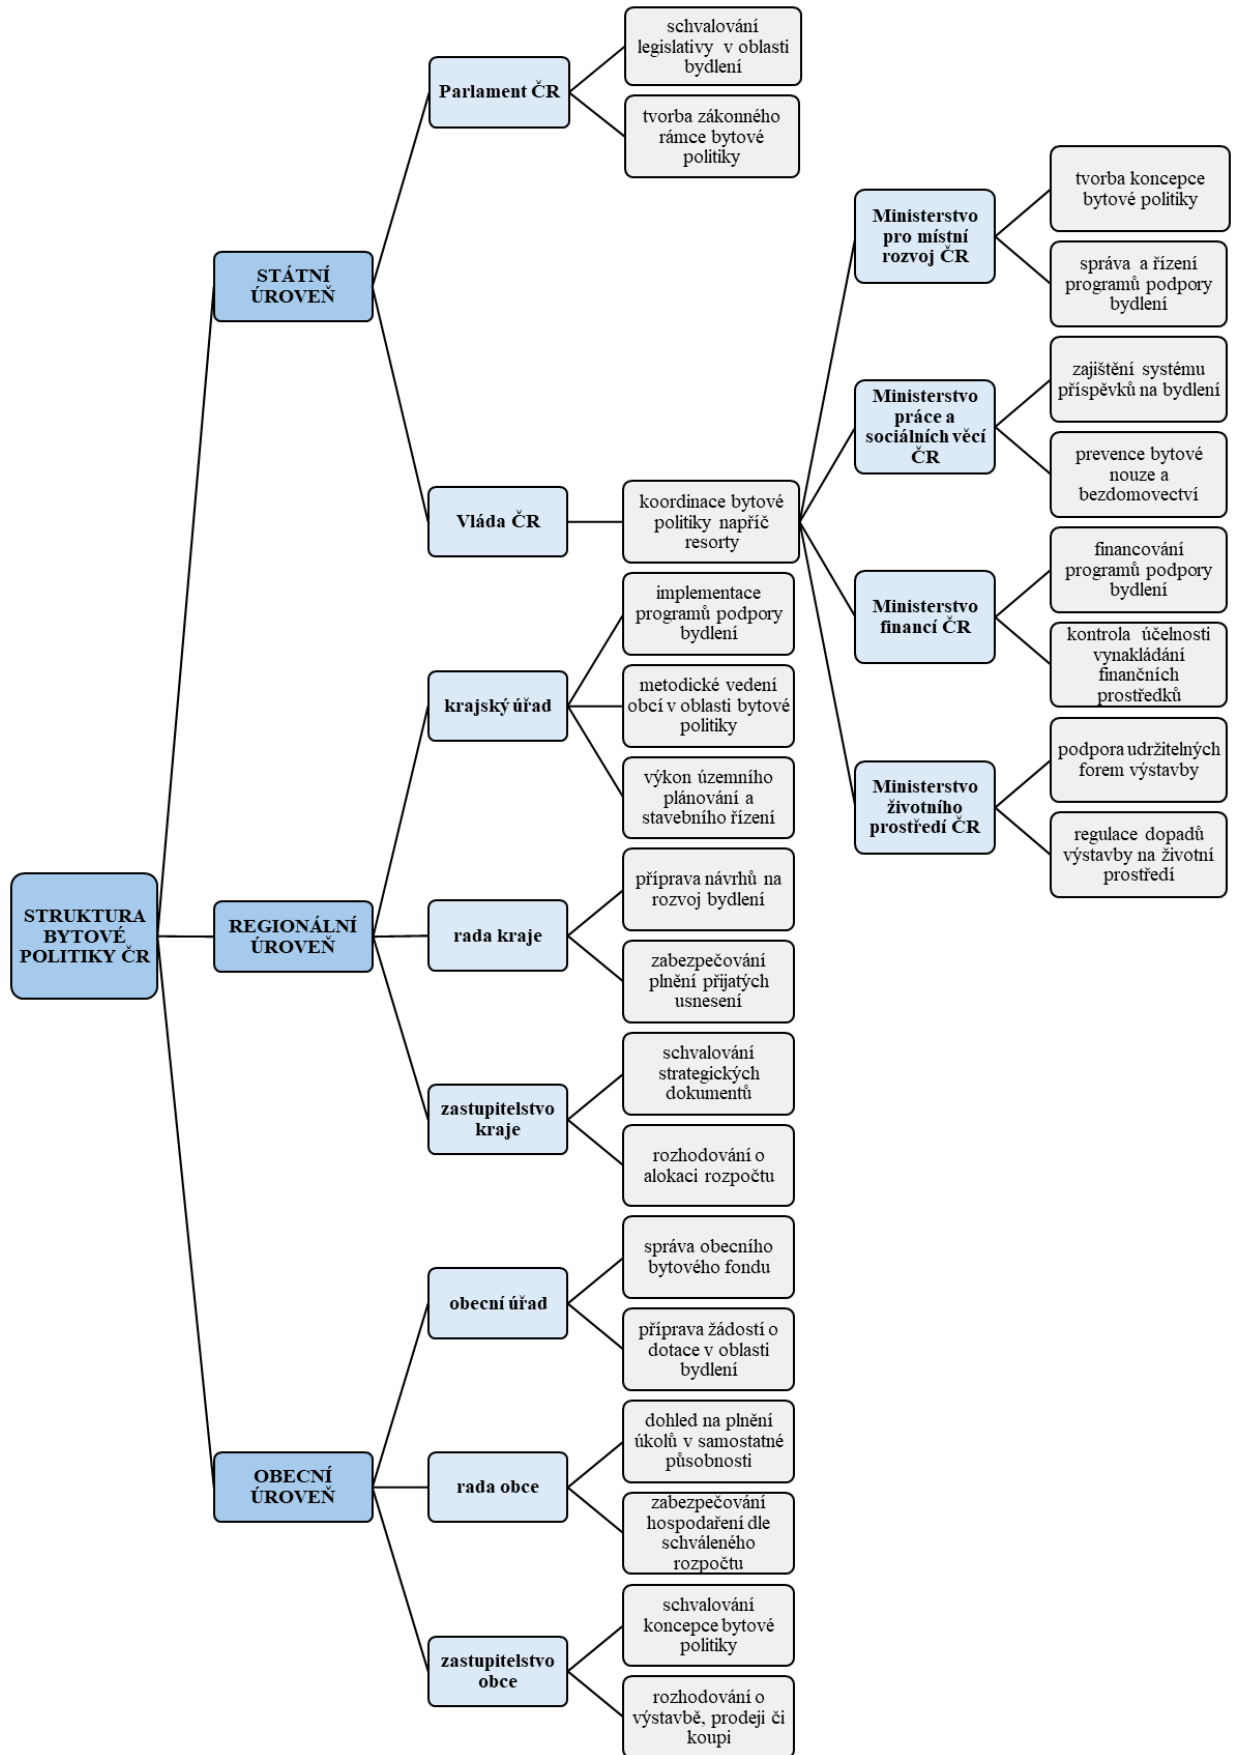 STRUKTURA
BYTOVÉ
POLITIKY ČR
STÁTNÍ
ÚROVEŇ
Parlament ČR
schvalování
legislativy v oblasti
bydlení
tvorba zákonného
rámce bytové
politiky
Vláda ČR
koordinace bytové
politiky napříč
resorty
Ministerstvo
pro místní
rozvoj ČR
tvorba koncepce
bytové politiky
správa a řízení
programů podpory
bydlení
Ministerstvo
práce a
sociálních věcí
ČR
zajištění systému
příspěvků na bydlení
prevence bytové
nouze a
bezdomovectví
Ministerstvo
financí ČR
financování
programů podpory
bydlení
kontrola účelnosti
vynakládání
finančních
prostředků
Ministerstvo
životního
prostředí ČR
podpora udržitelných
forem výstavby
regulace dopadů
výstavby na životní
prostředí
REGIONÁLNÍ
ÚROVEŇ
krajský úřad
implementace
programů podpory
bydlení
metodické vedení
obcí v oblasti bytové
politiky
výkon územního
plánování a
stavebního řízení
rada kraje
příprava návrhů na
rozvoj bydlení
zabezpečování
plnění přijatých
usnesení
zastupitelstvo
kraje
schvalování
strategických
dokumentů
rozhodování o
alokaci rozpočtu
OBECNÍ
ÚROVEŇ
obecní úřad
správa obecního
bytového fondu
příprava žádostí o
dotace v oblasti
bydlení
rada obce
dohled na plnění
úkolů v samostatné
působnosti
zabezpečování
hospodaření dle
schváleného
rozpočtu
zastupitelstvo
obce
schvalování
koncepce bytové
politiky
rozhodování o
výstavbě, prodeji či
koupi